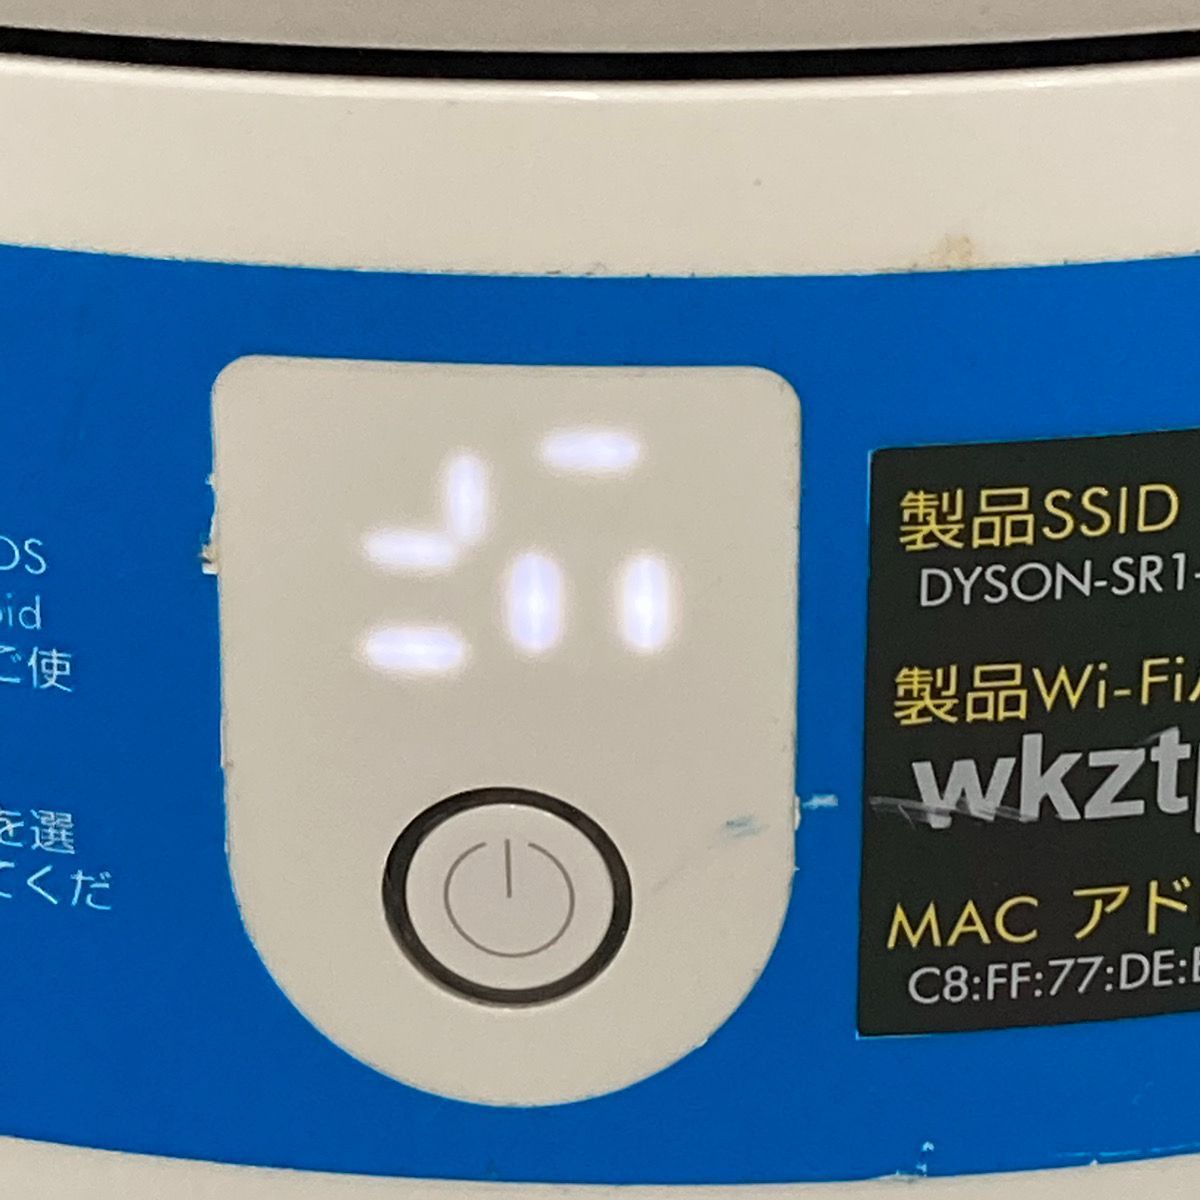 OS
oid
ご使
を選
てくだ
製品SSID
DYSON-SR1-
製品Wi-Fi
wkzt
MAC アド
C8:FF:77:DE: